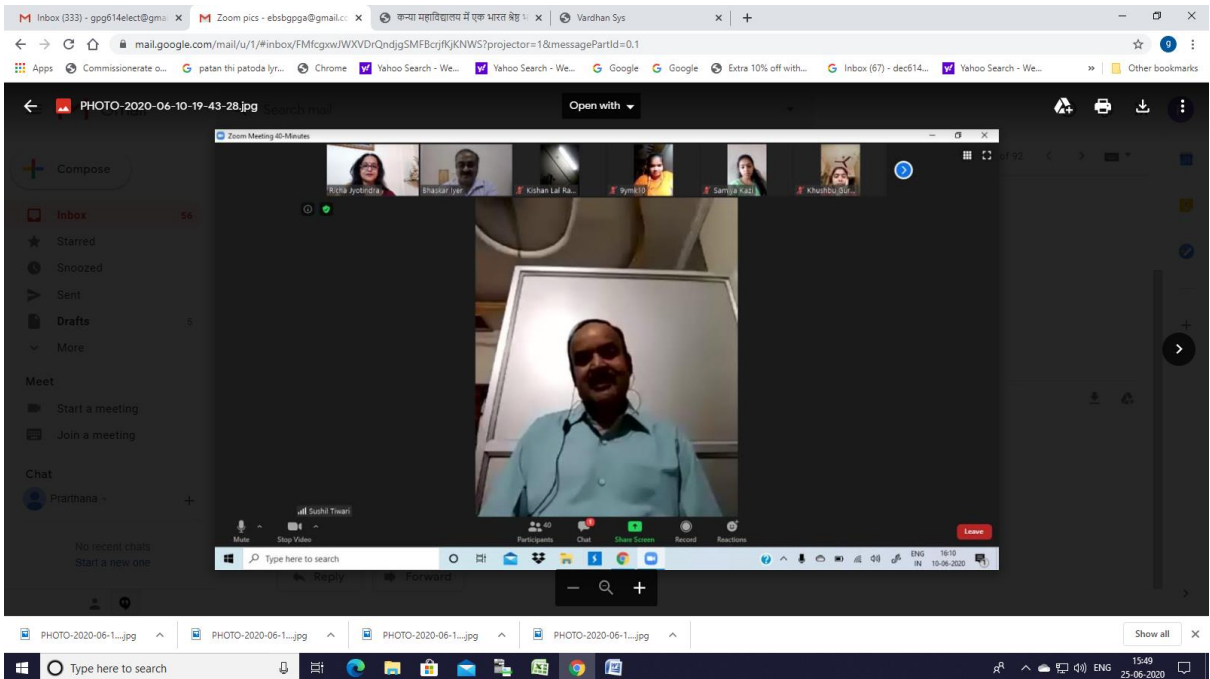 Inbox (333) - gpg614elect@gma
Zoom pics - ebsbgpga@gmail.cc
कन्या महाविद्यालय में एक भारत श्रेष्ठ भ
Vardhan Sys
mail.google.com/mail/u/1/#inbox/FMfcgxwJWXVDrQndjgSMFBcrjfKjKNWS?projector=1&messagePartId=0.1
Apps
Commissionerate o...
patan thi patoda lyr...
Chrome
Yahoo Search - We...
Yahoo Search - We...
Google
Google
Extra 10% off with...
Inbox (67) - dec614...
Yahoo Search - We...
Other bookmarks
PHOTO-2020-06-10-19-43-28.jpg
Search mail
Open with
Zoom Meeting 40-Minutes
of 92
Compose
Richa Jyotindra
Bhaskar Iyer
Kishan Lal Ra...
9ymk10
Samiya Kazi
Khushbu Gur...
Inbox 56
Starred
Snoozed
Sent
Drafts 5
More
Meet
Start a meeting
Join a meeting
Chat
Prarthana
Sushil Tiwari
Mute
Stop Video
Participants 40
Chat
Share Screen
Record
Reactions
Leave
No recent chats
Start a new one
Type here to search
ENG
IN
16:10
10-06-2020
Reply
Forward
PHOTO-2020-06-1....jpg
PHOTO-2020-06-1....jpg
PHOTO-2020-06-1....jpg
PHOTO-2020-06-1....jpg
Show all
Type here to search
ENG
15:49
25-06-2020